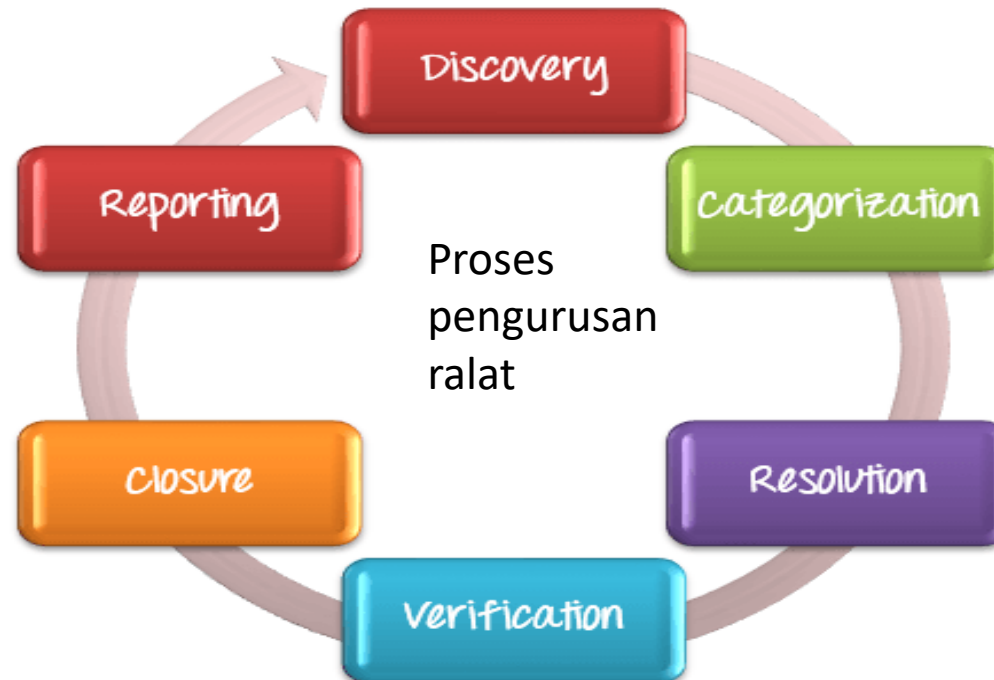 Discovery
Reporting
Categorization
Proses
pengurusan
ralat
Closure
Resolution
Verification